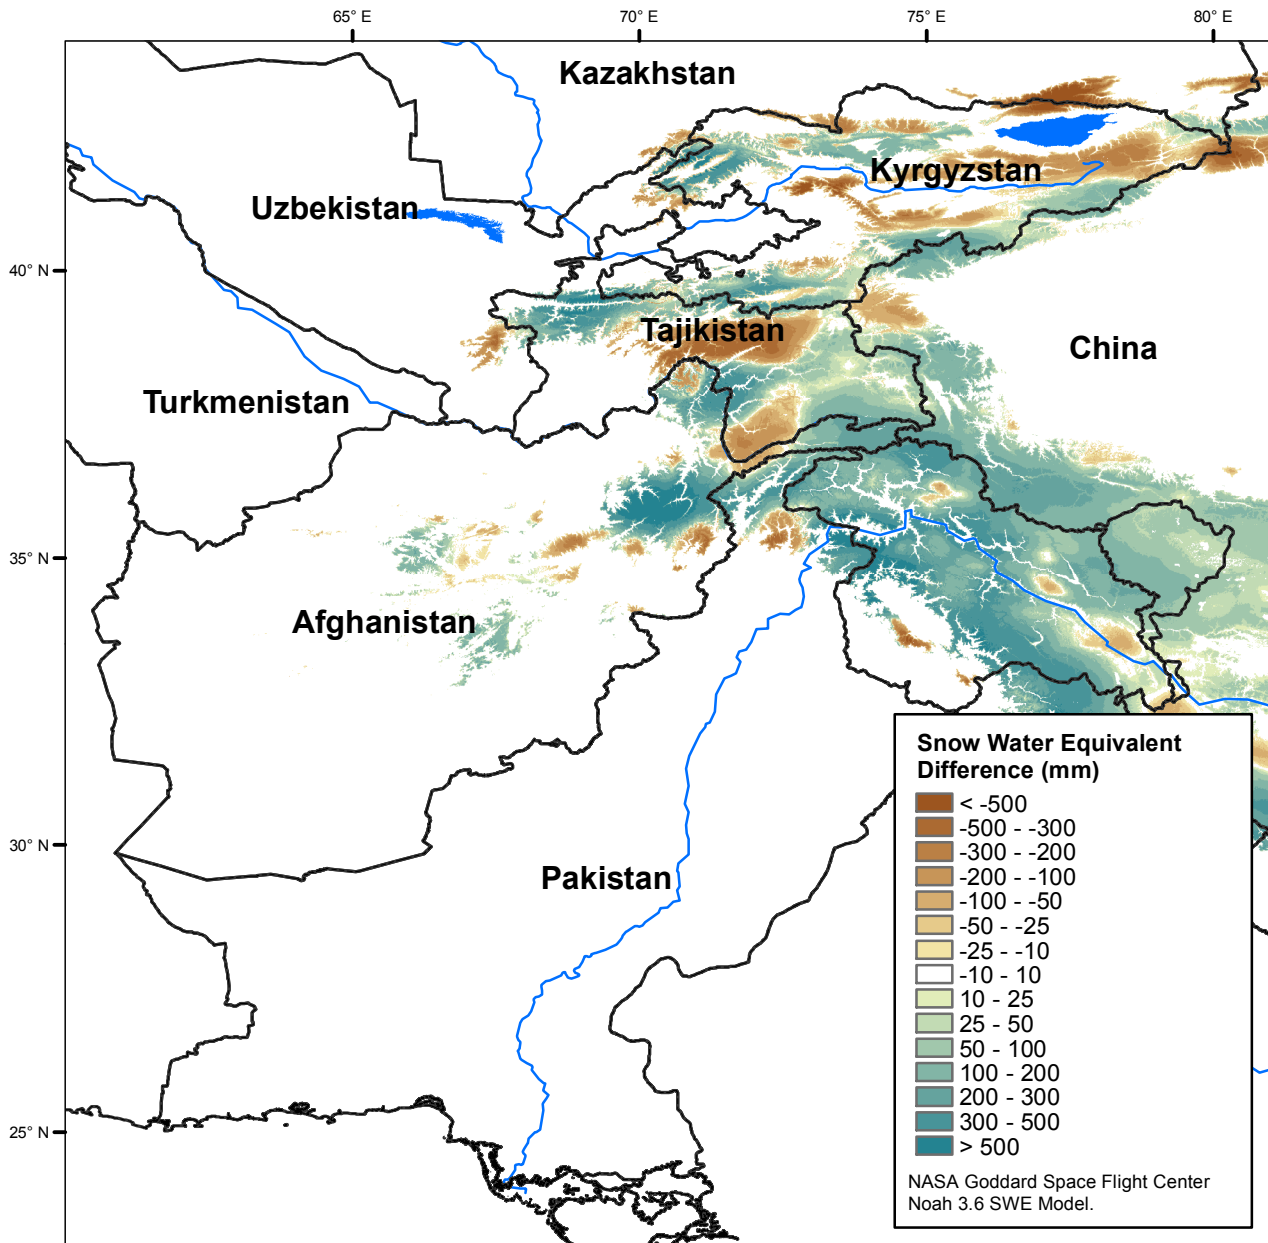 65° E
70° E
75° E
80° E
Kazakhstan
Kyrgyzstan
Uzbekistan
40° N
Tajikistan
China
Turkmenistan
35° N
Afghanistan
Snow Water Equivalent
Difference (mm)
< -500
-500 - -300
-300 - -200
-200 - -100
-100 - -50
-50 - -25
-25 - -10
-10 - 10
10 - 25
25 - 50
50 - 100
100 - 200
200 - 300
300 - 500
> 500
NASA Goddard Space Flight Center
Noah 3.6 SWE Model.
30° N
Pakistan
25° N